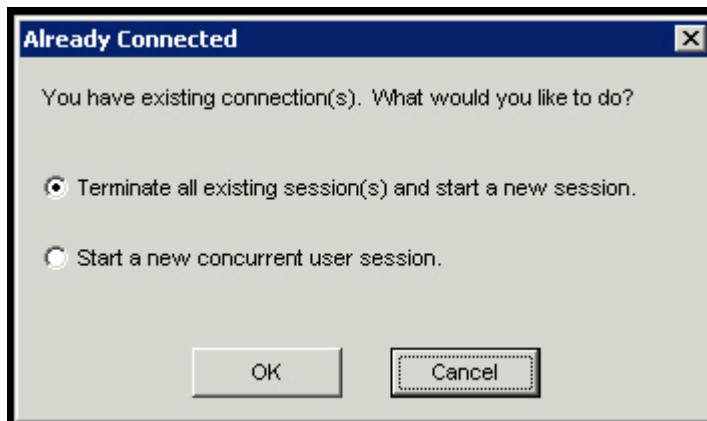 Already Connected
You have existing connection(s). What would you like to do?
Terminate all existing session(s) and start a new session.
Start a new concurrent user session.
OK
Cancel